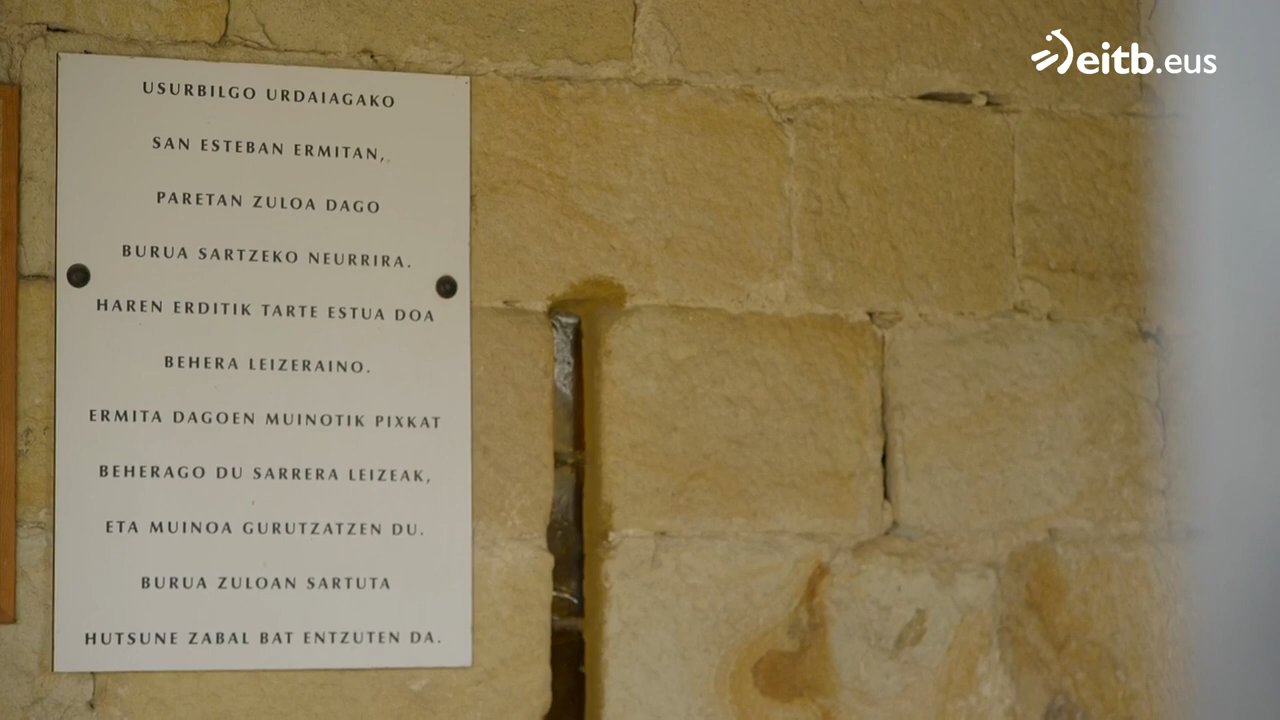 eitb.eus
USURBILGO URDAIAGAKO
SAN ESTEBAN ERMITAN,
PARETAN ZULOA DAGO
BURUA SARTZEKO NEURRIRA.
HAREN ERDITIK TARTE ESTUA DOA
BEHERA LEIZERAINO.
ERMITA DAGOEN MUINOTIK PIXKAT
BEHERAGO DU SARRERA LEIZEAK,
ETA MUINOA GURUTZATZEN DU.
BURUA ZULOAN SARTUTA
HUTSUNE ZABAL BAT ENTZUTEN DA.